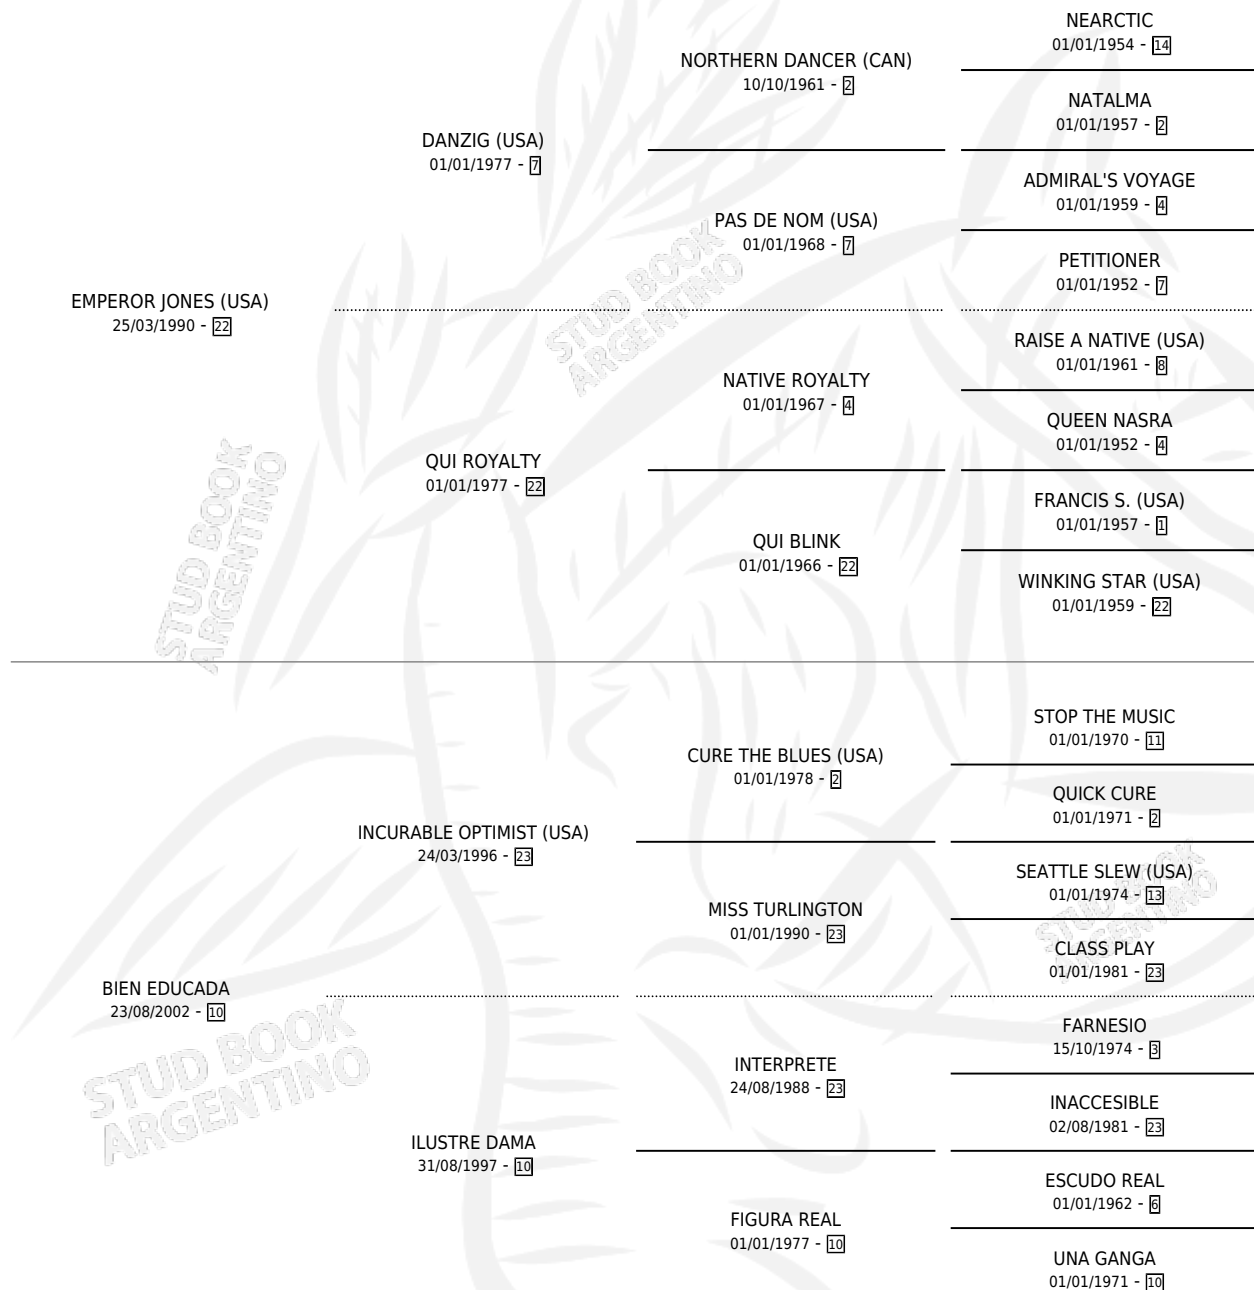 NEARCTIC
01/01/1954 - 14
NORTHERN DANCER (CAN)
10/10/1961 - 2
NATALMA
01/01/1957 - 2
DANZIG (USA)
01/01/1977 - 7
ADMIRAL'S VOYAGE
01/01/1959 - 4
PAS DE NOM (USA)
01/01/1968 - 7
PETITIONER
01/01/1952 - 7
EMPEROR JONES (USA)
25/03/1990 - 22
RAISE A NATIVE (USA)
01/01/1961 - 8
NATIVE ROYALTY
01/01/1967 - 4
QUEEN NASRA
01/01/1952 - 4
QUI ROYALTY
01/01/1977 - 22
FRANCIS S. (USA)
01/01/1957 - 1
QUI BLINK
01/01/1966 - 22
WINKING STAR (USA)
01/01/1959 - 22
STOP THE MUSIC
01/01/1970 - 11
CURE THE BLUES (USA)
01/01/1978 - 2
QUICK CURE
01/01/1971 - 2
INCURABLE OPTIMIST (USA)
24/03/1996 - 23
SEATTLE SLEW (USA)
01/01/1974 - 13
MISS TURLINGTON
01/01/1990 - 23
CLASS PLAY
01/01/1981 - 23
BIEN EDUCADA
23/08/2002 - 10
FARNESIO
15/10/1974 - 3
INTERPRETE
24/08/1988 - 23
INACCESIBLE
02/08/1981 - 23
ILUSTRE DAMA
31/08/1997 - 10
ESCUDO REAL
01/01/1962 - 6
FIGURA REAL
01/01/1977 - 10
UNA GANGA
01/01/1971 - 10
STUD BOOK
ARGENTINO
STUD BOOK
ARGENTINO
STUD BOOK
ARGENTINO
STUD BOOK
ARGENTINO